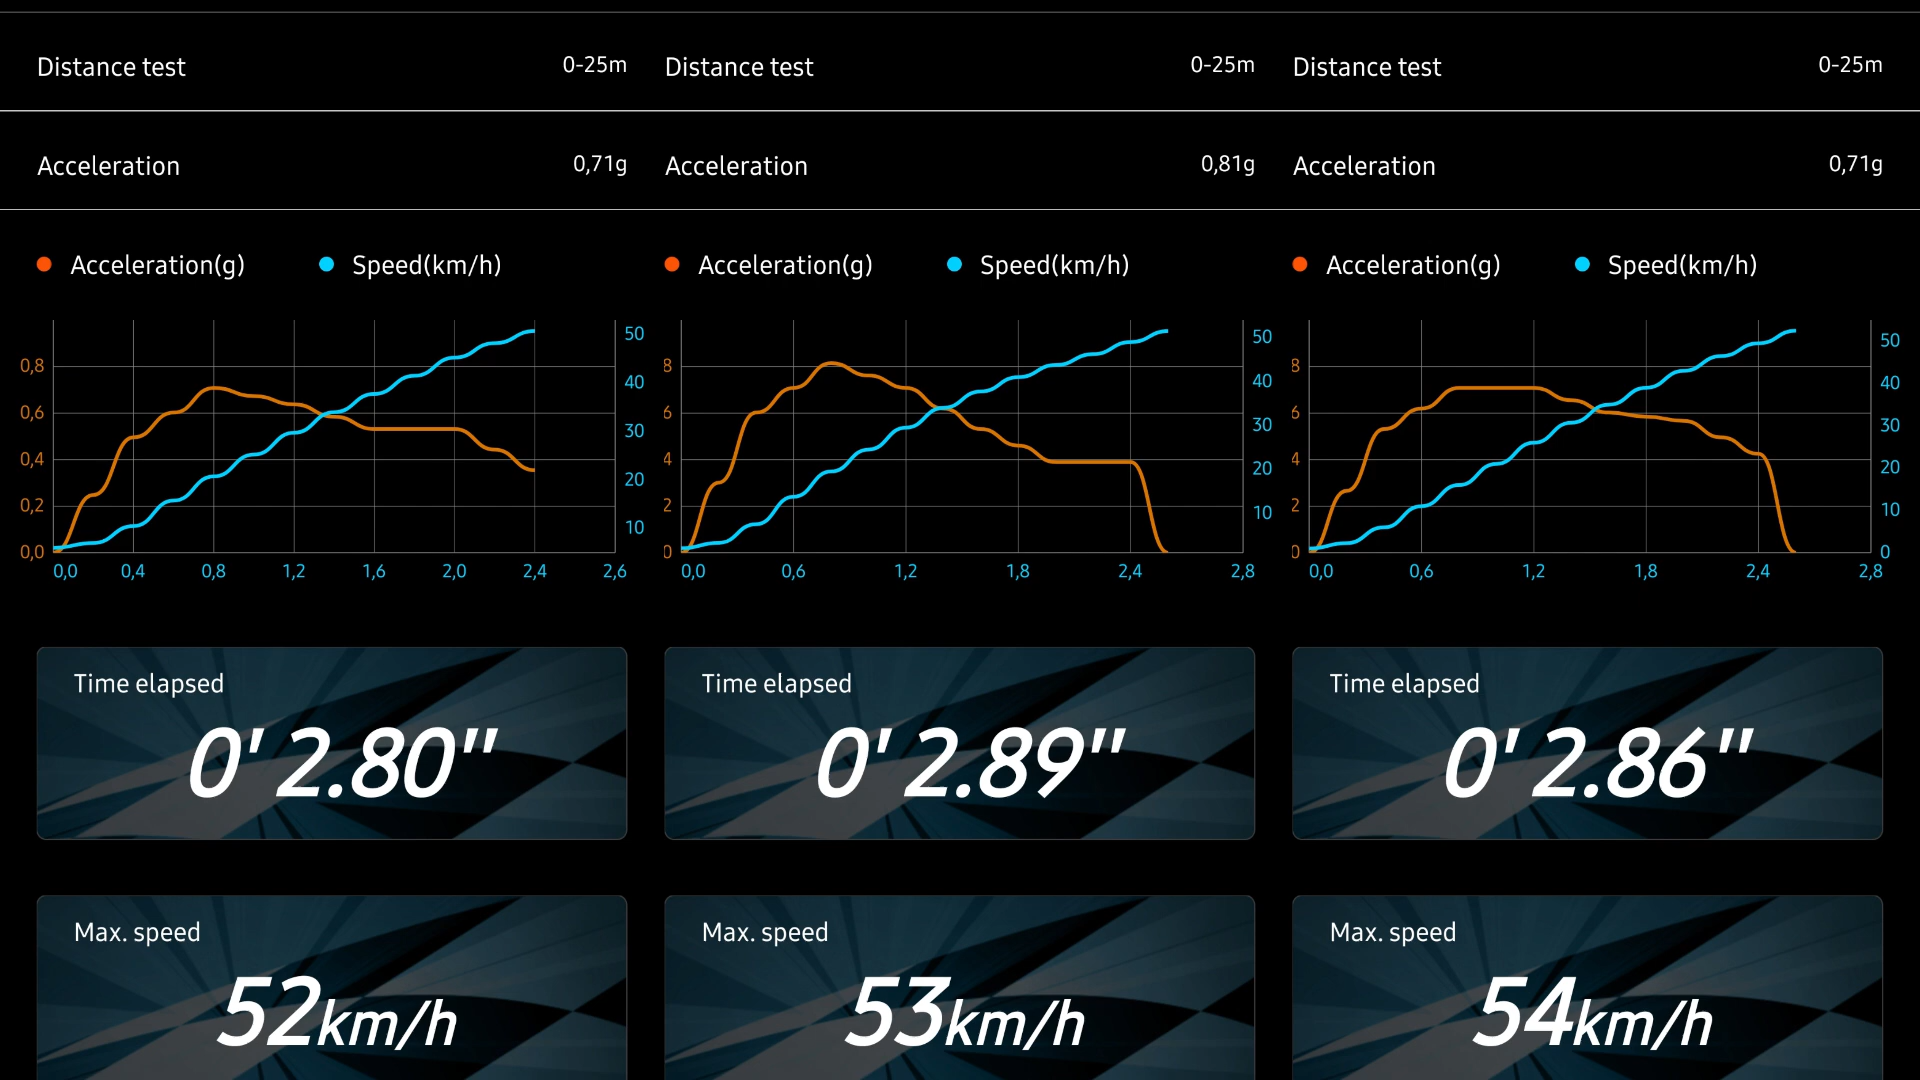 Distance test 0-25m Distance test 0-25m Distance test 0-25m
Acceleration 0,71g Acceleration 0,81g Acceleration 0,71g
Acceleration(g) Speed(km/h) Acceleration(g) Speed(km/h) Acceleration(g) Speed(km/h)
50 50 50
0,8 8 8
40 40 40
0,6 6 6
30 30 30
0,4 4 4
20 20 20
0,2 2 2
10 10 10
0,0 0 0 0
0,0 0,4 0,8 1,2 1,6 2,0 2,4 2,6 0,0 0,6 1,2 1,8 2,4 2,8 0,0 0,6 1,2 1,8 2,4 2,8
Time elapsed Time elapsed Time elapsed
0' 2.80" 0' 2.89" 0' 2.86"
Max. speed Max. speed Max. speed
52km/h 53km/h 54km/h